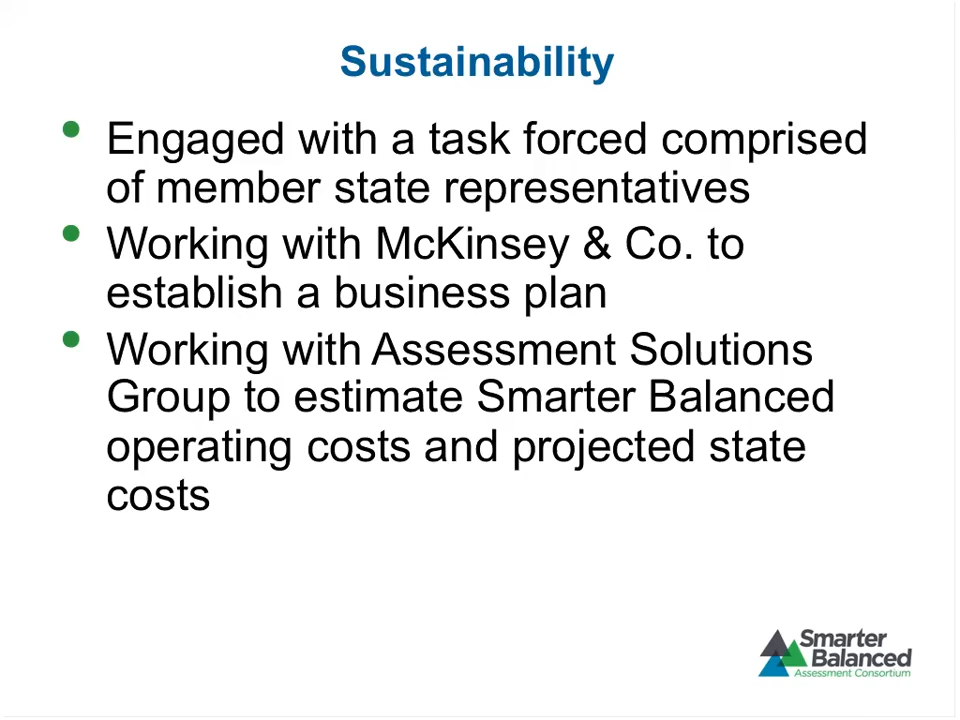 Sustainability
• Engaged with a task forced comprised
of member state representatives
• Working with McKinsey & Co. to
establish a business plan
• Working with Assessment Solutions
Group to estimate Smarter Balanced
operating costs and projected state
costs
Smarter
Balanced
Assessment Consortium